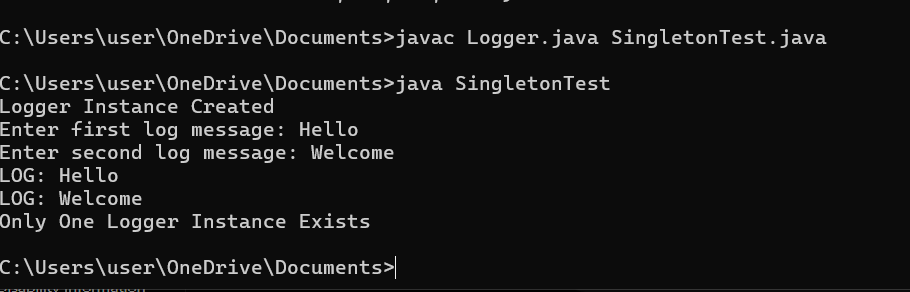 C:\Users\user\OneDrive\Documents>javac Logger.java SingletonTest.java
C:\Users\user\OneDrive\Documents>java SingletonTest
Logger Instance Created
Enter first log message: Hello
Enter second log message: Welcome
LOG: Hello
LOG: Welcome
Only One Logger Instance Exists
C:\Users\user\OneDrive\Documents>